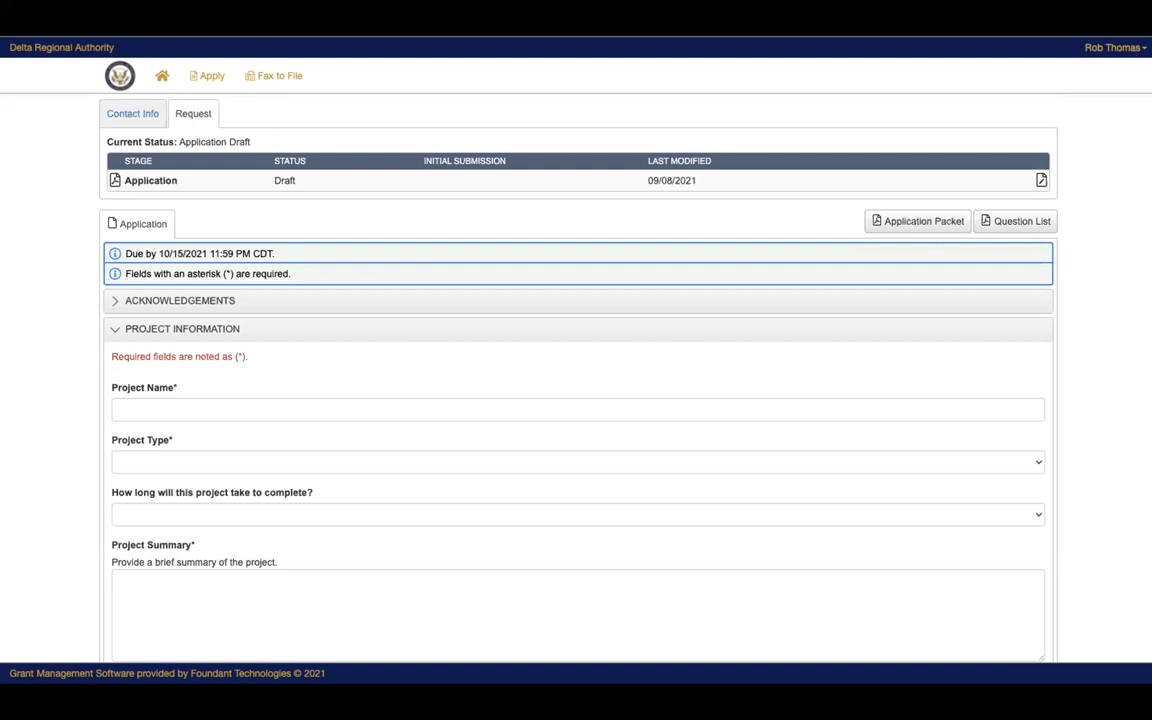 Delta Regional Authority
Rob Thomas
Apply
Fax to File
Contact Info
Request
Current Status: Application Draft
STAGE STATUS INITIAL SUBMISSION LAST MODIFIED
Application Draft 09/08/2021
Application
Application Packet
Question List
Due by 10/15/2021 11:59 PM CDT.
Fields with an asterisk (*) are required.
ACKNOWLEDGEMENTS
PROJECT INFORMATION
Required fields are noted as (*).
Project Name*
Project Type*
How long will this project take to complete?
Project Summary*
Provide a brief summary of the project.
Grant Management Software provided by Foundant Technologies © 2021